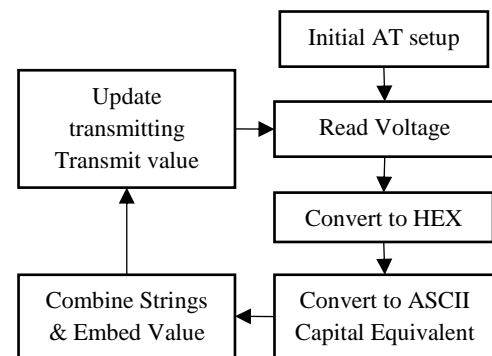 Initial AT setup
Update
transmitting
Transmit value
Read Voltage
Convert to HEX
Convert to ASCII
Capital Equivalent
Combine Strings
& Embed Value